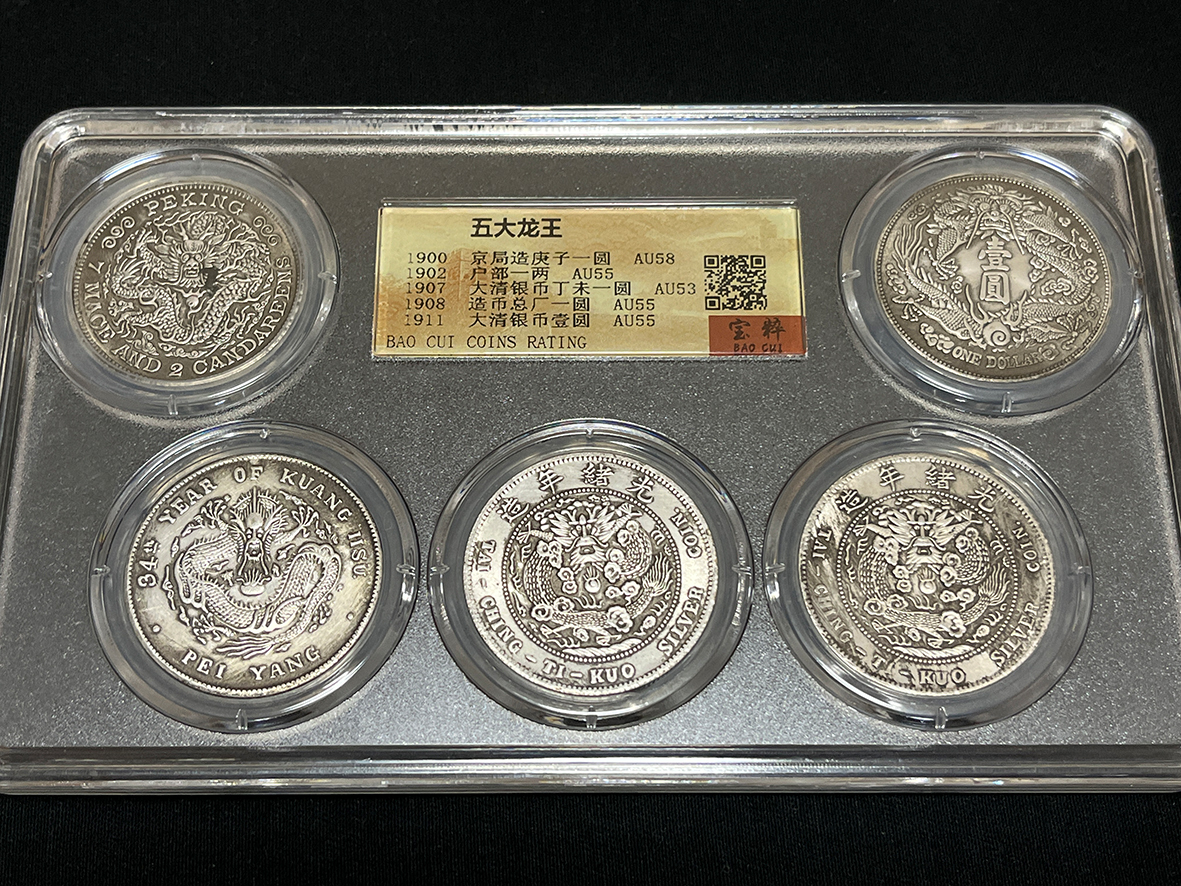 五大龙王
1900 京局造庚子一圆 AU58
1902 户部一两 AU55
1907 大清银币丁未一圆 AU53
1908 造币总厂一圆 AU55
1911 大清银币壹圆 AU55
BAO CUI COINS RATING
宝粹
BAO CUI
PEKING
7 MACE AND 2 CANDAREENS
壹圆
ONE DOLLAR
34th YEAR OF KUANG HSU
PEI YANG
造年緒光
TAI-CHING-TI-KUO SILVER COIN
造年緒光
TAI-CHING-TI-KUO SILVER COIN